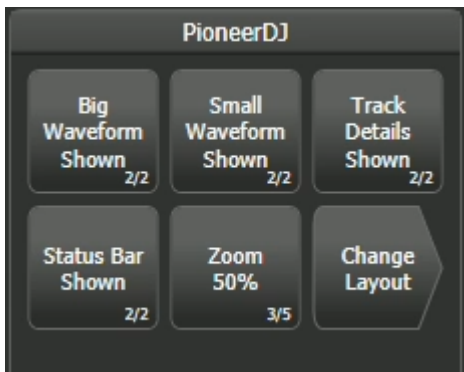 PioneerDJ
Big
Waveform
Shown
2/2
Small
Waveform
Shown
2/2
Track
Details
Shown
2/2
Status Bar
Shown
2/2
Zoom
50%
3/5
Change
Layout